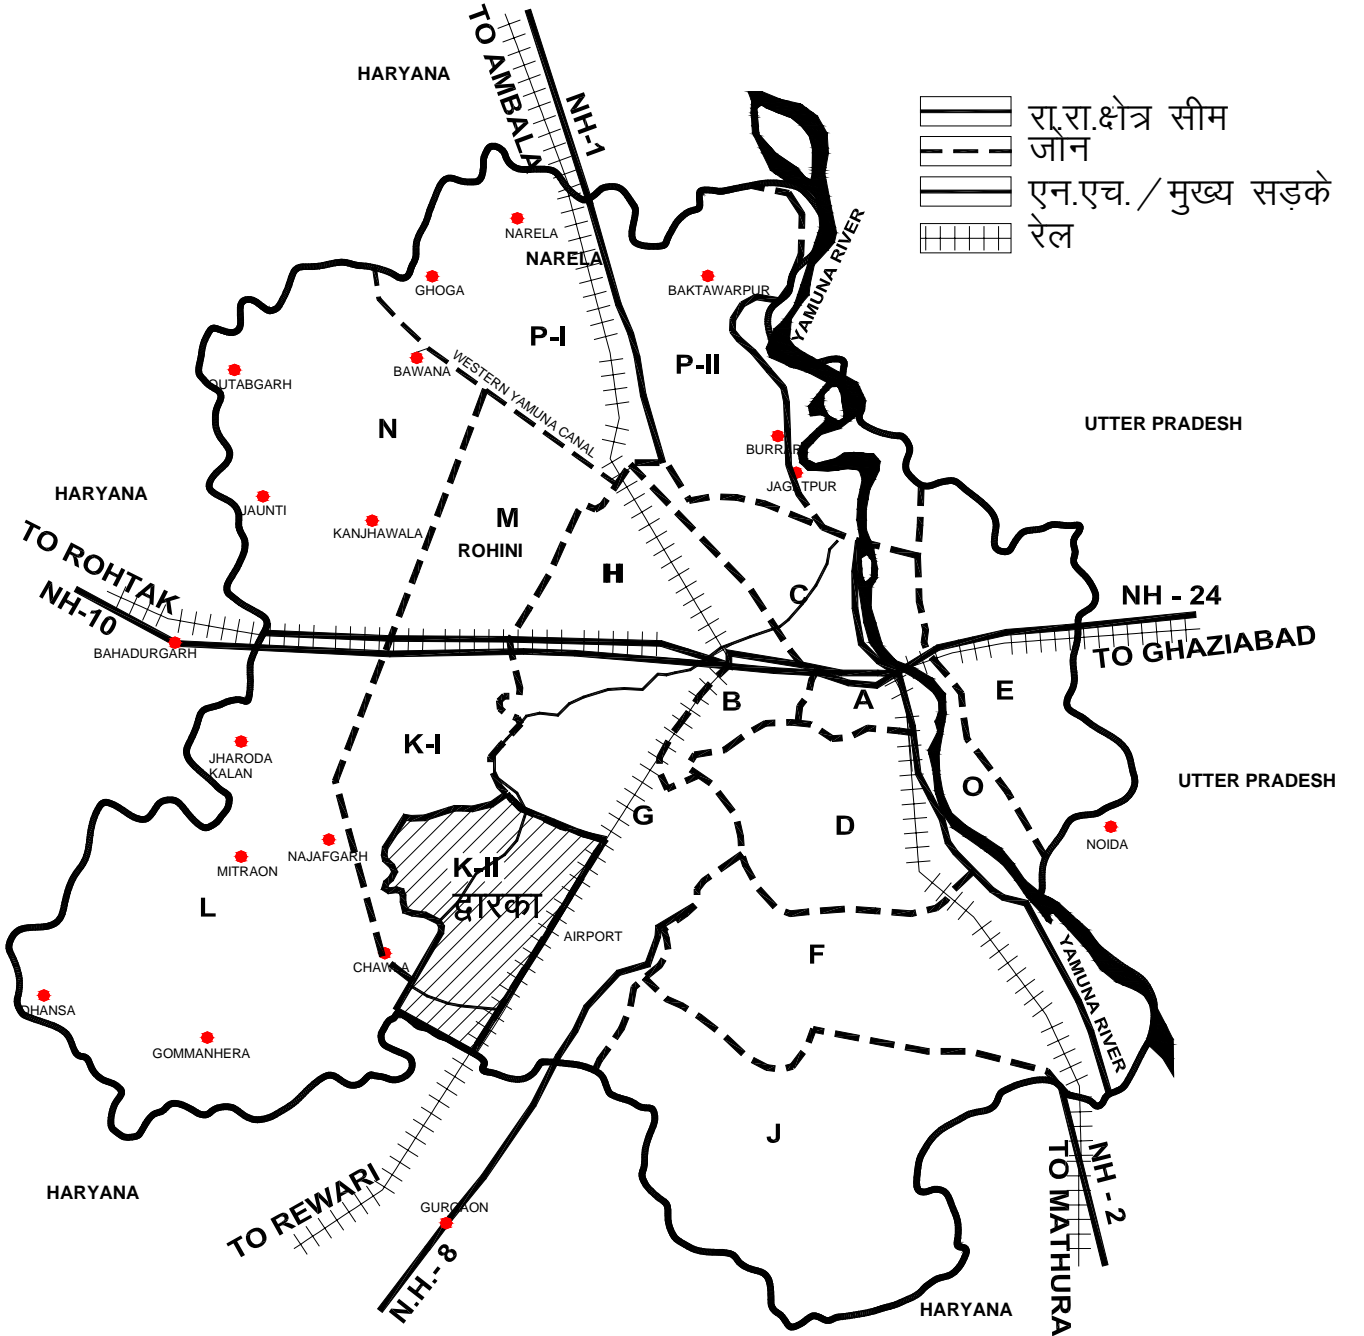 TO AMBALA
HARYANA
NH-1
रा.रा.क्षेत्र सीम
जोन
एन.एच. / मुख्य सड़के
रेल
NARELA
NARELA
GHOGA
BAKTAWARPUR
YAMUNA RIVER
P-I
P-II
BAWANA
WESTERN YAMUNA CANAL
QUTABGARH
N
UTTER PRADESH
BURRARI
JAGATPUR
HARYANA
JAUNTI
KANJHAWALA
M
ROHINI
H
C
TO ROHTAK
NH-10
BAHADURGARH
NH - 24
TO GHAZIABAD
B
A
E
K-I
JHARODA
KALAN
UTTER PRADESH
O
G
D
NOIDA
NAJAFGARH
MITRAON
K-II
द्वारका
L
AIRPORT
CHAWLA
F
YAMUNA RIVER
DHANSA
GOMMANHERA
J
HARYANA
TO REWARI
GURGAON
N.H.- 8
NH - 2
TO MATHURA
HARYANA